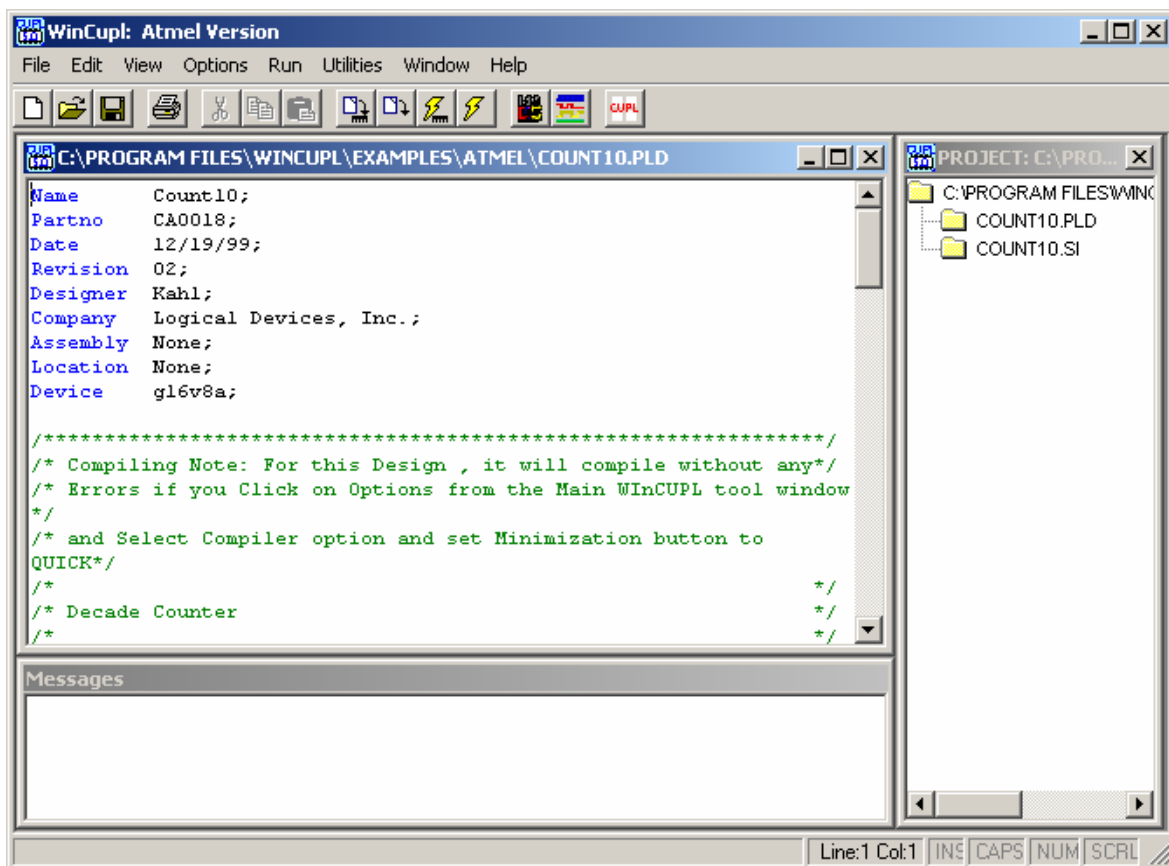 WinCupl: Atmel Version
File Edit View Options Run Utilities Window Help
CUPL
C:\PROGRAM FILES\WINCUPL\EXAMPLES\ATMEL\COUNT10.PLD
Name Count10;
Partno CA0018;
Date 12/19/99;
Revision 02;
Designer Kahl;
Company Logical Devices, Inc.;
Assembly None;
Location None;
Device g16v8a;
/****************************************************************/
/* Compiling Note: For this Design , it will compile without any*/
/* Errors if you Click on Options from the Main WInCUPL tool window
*/
/* and Select Compiler option and set Minimization button to
QUICK*/
/* */
/* Decade Counter */
/* */
Messages
PROJECT: C:\PRO...
C:\PROGRAM FILES\WINC
COUNT10.PLD
COUNT10.SI
Line:1 Col:1 INS CAPS NUM SCRL